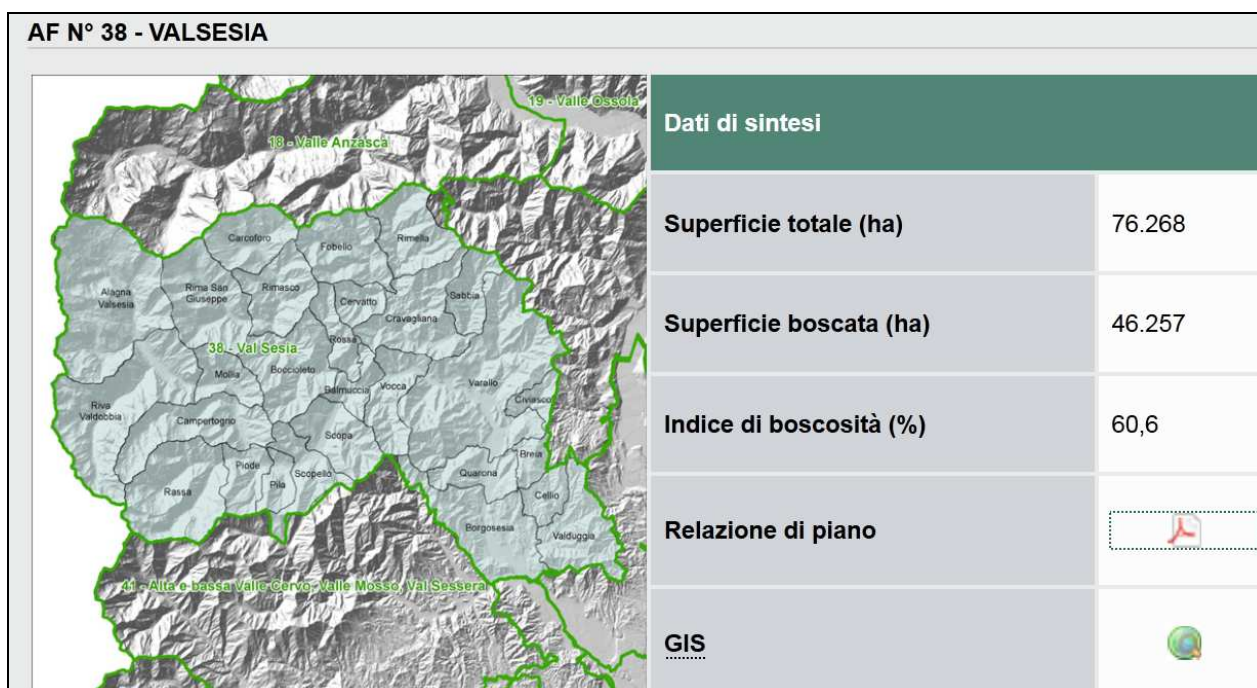 AF N° 38 - VALSESIA
19 - Valle Ossola
18 - Valle Anzasca
Carcoforo
Fobello
Rimella
Alagna
Valsesia
Rima San
Giuseppe
Rimasco
Cervatto
Sabbia
Cravagliana
Rossa
38 - Val Sesia
Mollia
Boccioleto
Balmuccia
Vocca
Varallo
Civiasco
Riva
Valdobbia
Campertogno
Scopa
Breia
Piode
Scopello
Quarona
Rassa
Pila
Cellio
Borgosesia
Valduggia
41 - Alta e bassa Valle Cervo, Valle Mosso, Val Sessera
Dati di sintesi
Superficie totale (ha) 76.268
Superficie boscata (ha) 46.257
Indice di boscosità (%) 60,6
Relazione di piano
GIS